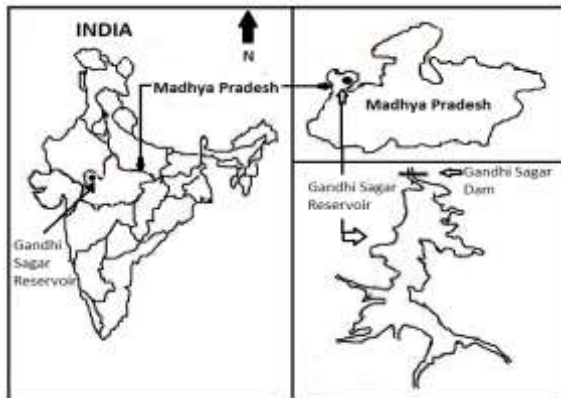 INDIA
N
Madhya Pradesh
Gandhi
Sagar
Reservoir
Madhya Pradesh
Gandhi Sagar
Reservoir
Gandhi Sagar
Dam